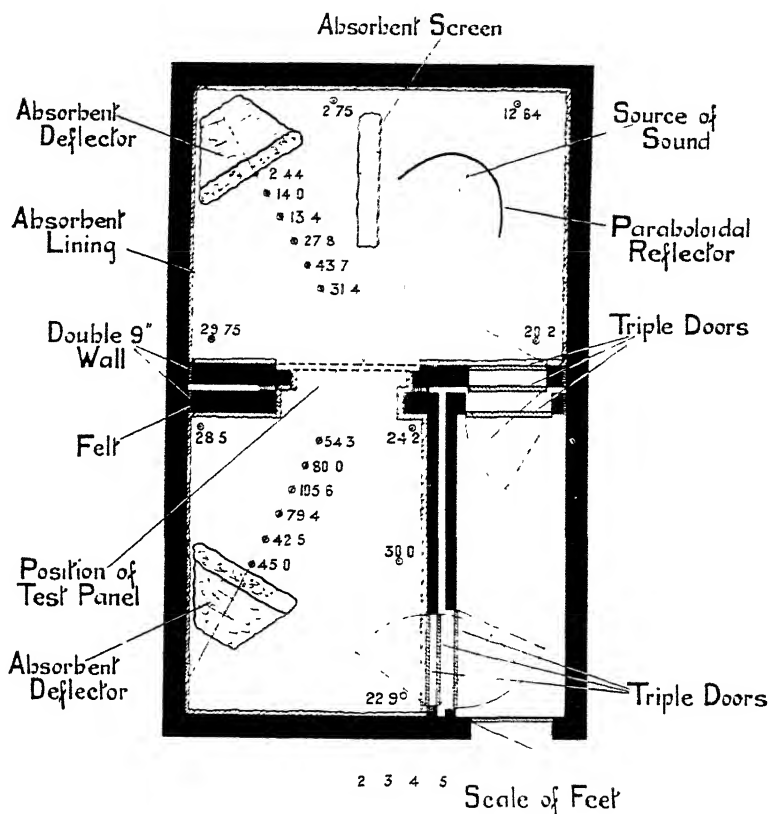 Absorbent Screen
Absorbent
Deflector
2 75
12 64
Source of
Sound
2 44
14 0
13 4
27 8
43 7
31 4
Absorbent
Lining
Paraboloidal
Reflector
29 75
20 2
Triple Doors
Double 9"
Wall
Felt
28 5
24 2
54 3
80 0
105 6
79 4
42 5
45 0
30 0
Position of
Test Panel
Absorbent
Deflector
22 9
Triple Doors
2 3 4 5
Scale of Feet